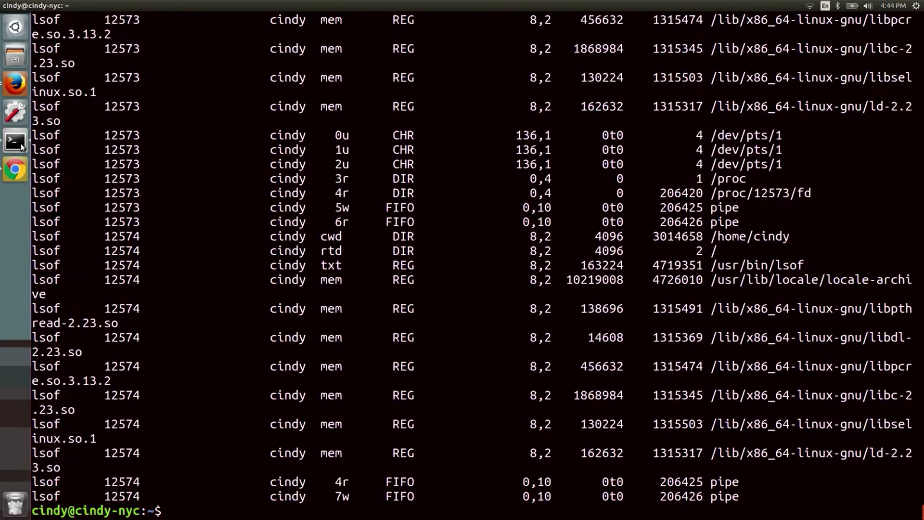 cindy@cindy-nyc: ~ En 4:44 PM
lsof 12573 cindy mem REG 8,2 456632 1315474 /lib/x86_64-linux-gnu/libpcr
e.so.3.13.2
lsof 12573 cindy mem REG 8,2 1868984 1315345 /lib/x86_64-linux-gnu/libc-2
.23.so
lsof 12573 cindy mem REG 8,2 130224 1315503 /lib/x86_64-linux-gnu/libsel
inux.so.1
lsof 12573 cindy mem REG 8,2 162632 1315317 /lib/x86_64-linux-gnu/ld-2.2
3.so
lsof 12573 cindy 0u CHR 136,1 0t0 4 /dev/pts/1
lsof 12573 cindy 1u CHR 136,1 0t0 4 /dev/pts/1
lsof 12573 cindy 2u CHR 136,1 0t0 4 /dev/pts/1
lsof 12573 cindy 3r DIR 0,4 0 1 /proc
lsof 12573 cindy 4r DIR 0,4 0 206420 /proc/12573/fd
lsof 12573 cindy 5w FIFO 0,10 0t0 206425 pipe
lsof 12573 cindy 6r FIFO 0,10 0t0 206426 pipe
lsof 12574 cindy cwd DIR 8,2 4096 3014658 /home/cindy
lsof 12574 cindy rtd DIR 8,2 4096 2 /
lsof 12574 cindy txt REG 8,2 163224 4719351 /usr/bin/lsof
lsof 12574 cindy mem REG 8,2 10219008 4726010 /usr/lib/locale/locale-archi
ve
lsof 12574 cindy mem REG 8,2 138696 1315491 /lib/x86_64-linux-gnu/libpth
read-2.23.so
lsof 12574 cindy mem REG 8,2 14608 1315369 /lib/x86_64-linux-gnu/libdl-
2.23.so
lsof 12574 cindy mem REG 8,2 456632 1315474 /lib/x86_64-linux-gnu/libpcr
e.so.3.13.2
lsof 12574 cindy mem REG 8,2 1868984 1315345 /lib/x86_64-linux-gnu/libc-2
.23.so
lsof 12574 cindy mem REG 8,2 130224 1315503 /lib/x86_64-linux-gnu/libsel
inux.so.1
lsof 12574 cindy mem REG 8,2 162632 1315317 /lib/x86_64-linux-gnu/ld-2.2
3.so
lsof 12574 cindy 4r FIFO 0,10 0t0 206425 pipe
lsof 12574 cindy 7w FIFO 0,10 0t0 206426 pipe
cindy@cindy-nyc:~$